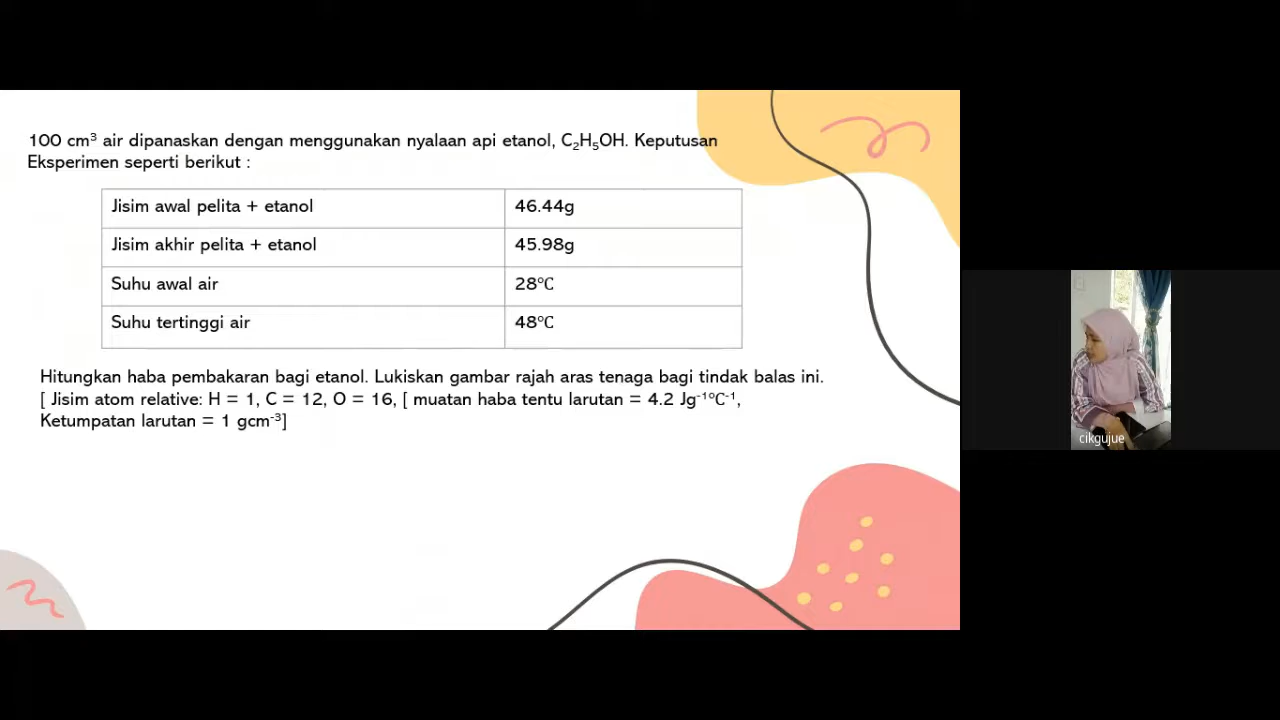 100 cm³ air dipanaskan dengan menggunakan nyalaan api etanol, C₂H₅OH. Keputusan
Eksperimen seperti berikut :
Jisim awal pelita + etanol 46.44g
Jisim akhir pelita + etanol 45.98g
Suhu awal air 28℃
Suhu tertinggi air 48℃
Hitungkan haba pembakaran bagi etanol. Lukiskan gambar rajah aras tenaga bagi tindak balas ini.
[ Jisim atom relative: H = 1, C = 12, O = 16, [ muatan haba tentu larutan = 4.2 Jg⁻¹℃⁻¹,
Ketumpatan larutan = 1 gcm⁻³]
cikgujue